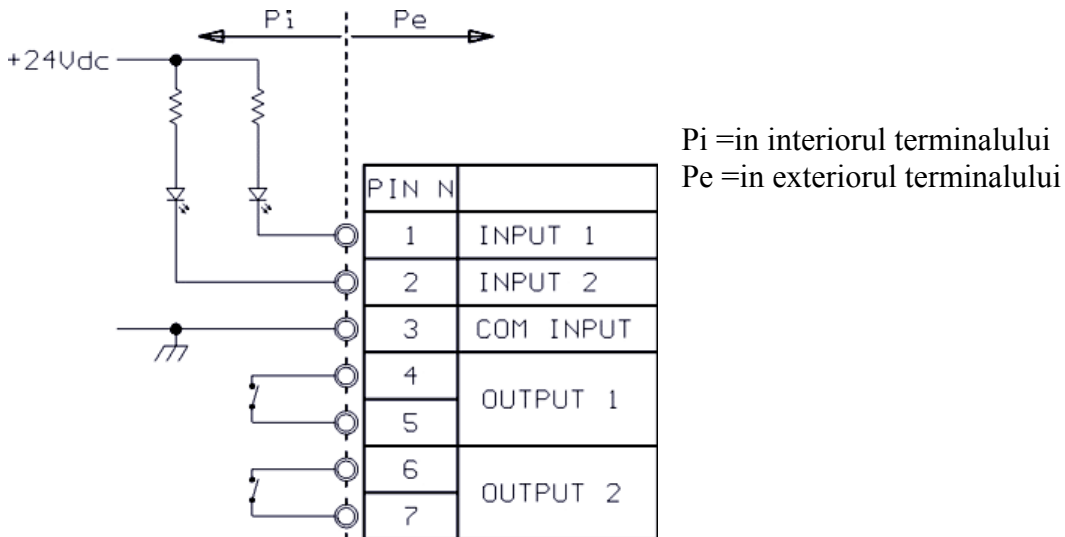 Pi Pe
+24Vdc
Pi =in interiorul terminalului
Pe =in exteriorul terminalului
PIN N
1 INPUT 1
2 INPUT 2
3 COM INPUT
4
OUTPUT 1
5
6
OUTPUT 2
7